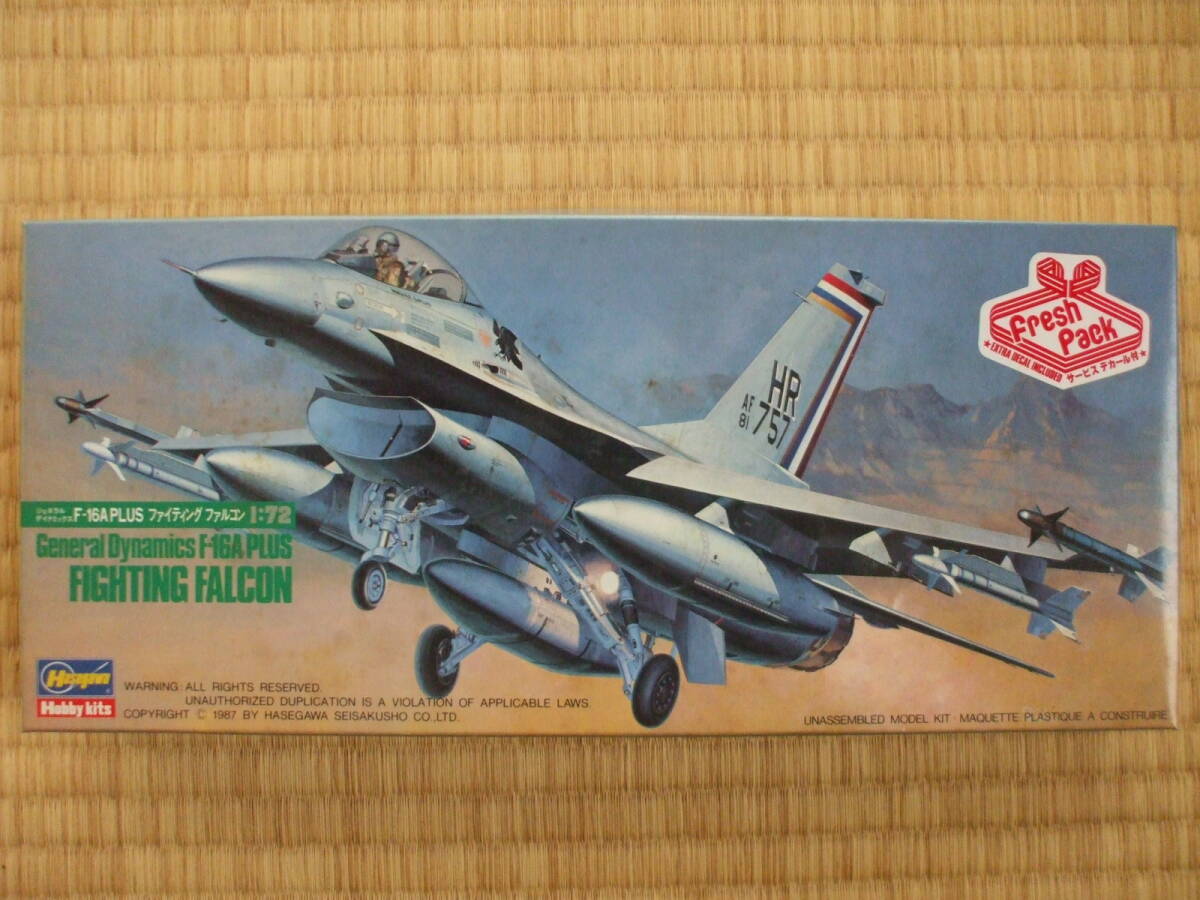 Fresh
Pack
★EXTRA DECAL INCLUDED
サービスデカール付★
HR
AF
81
757
ジェネラル
ダイナミックス F-16A PLUS ファイティング ファルコン 1:72
General Dynamics F-16A PLUS
FIGHTING FALCON
Hasegawa
Hobby kits
WARNING: ALL RIGHTS RESERVED.
UNAUTHORIZED DUPLICATION IS A VIOLATION OF APPLICABLE LAWS.
COPYRIGHT © 1987 BY HASEGAWA SEISAKUSHO CO., LTD.
UNASSEMBLED MODEL KIT · MAQUETTE PLASTIQUE A CONSTRUIRE